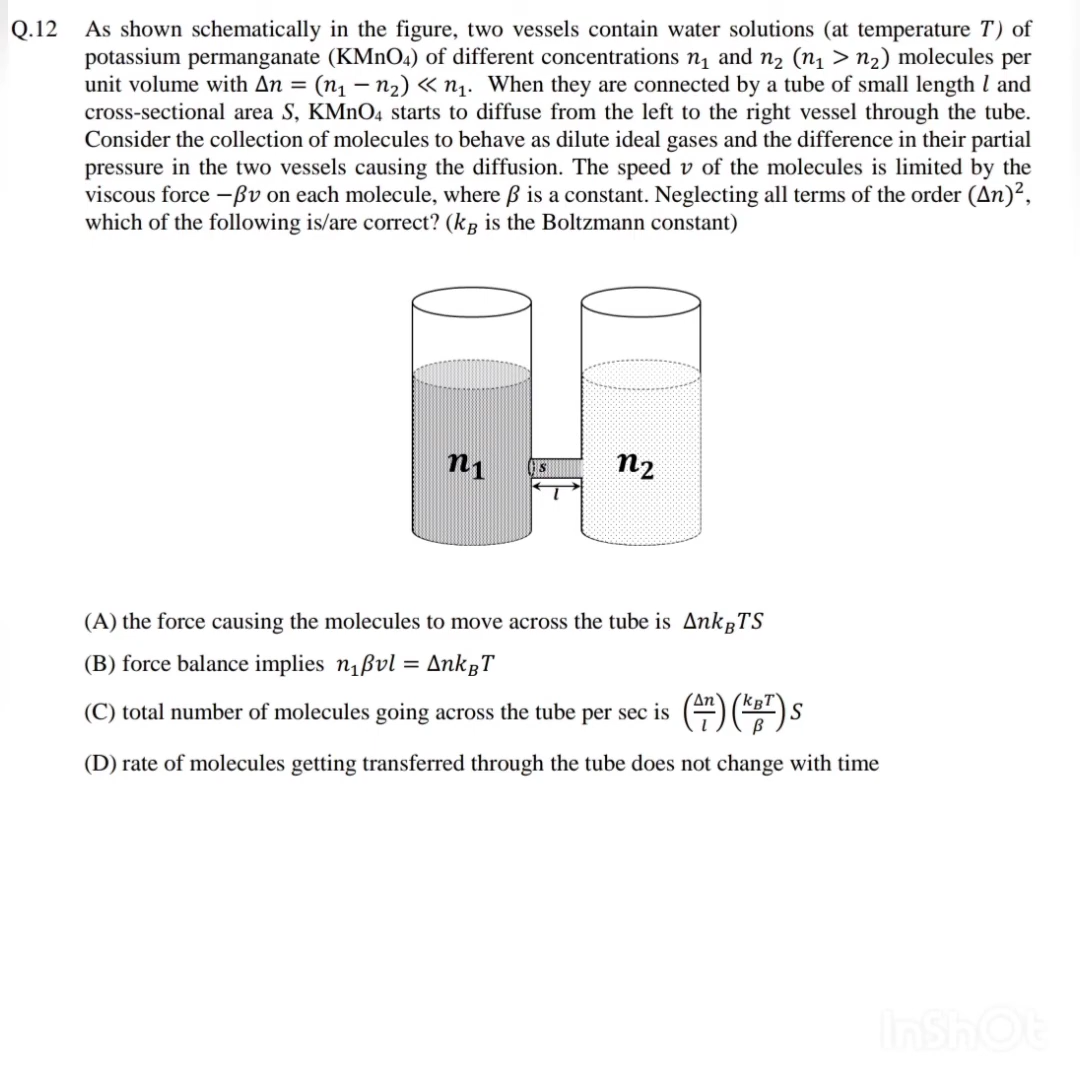 Q.12 As shown schematically in the figure, two vessels contain water solutions (at temperature T) of
potassium permanganate (KMnO₄) of different concentrations n₁ and n₂ (n₁ > n₂) molecules per
unit volume with Δn = (n₁ − n₂) ≪ n₁. When they are connected by a tube of small length l and
cross-sectional area S, KMnO₄ starts to diffuse from the left to the right vessel through the tube.
Consider the collection of molecules to behave as dilute ideal gases and the difference in their partial
pressure in the two vessels causing the diffusion. The speed v of the molecules is limited by the
viscous force −βv on each molecule, where β is a constant. Neglecting all terms of the order (Δn)²,
which of the following is/are correct? (k_B is the Boltzmann constant)
n₁ S n₂
l
(A) the force causing the molecules to move across the tube is Δnk_BTS
(B) force balance implies n₁βvl = Δnk_BT
(C) total number of molecules going across the tube per sec is (Δn/l)(k_BT/β)S
(D) rate of molecules getting transferred through the tube does not change with time
InShOt